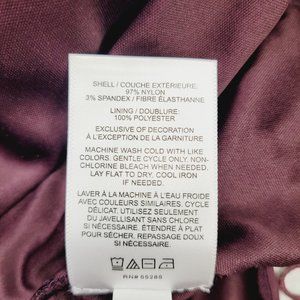 SHELL / COUCHE EXTÉRIEURE:
97% NYLON
3% SPANDEX / FIBRE ÉLASTHANNE
LINING / DOUBLURE:
100% POLYESTER
EXCLUSIVE OF DECORATION
À L'EXCEPTION DE LA GARNITURE
MACHINE WASH COLD WITH LIKE
COLORS. GENTLE CYCLE ONLY. NON-
CHLORINE BLEACH WHEN NEEDED.
LAY FLAT TO DRY. COOL IRON
IF NEEDED.
LAVER À LA MACHINE À L'EAU FROIDE
AVEC COULEURS SIMILAIRES. CYCLE
DÉLICAT. UTILISEZ SEULEMENT
DU JAVELLISANT SANS CHLORE
SI NÉCESSAIRE. ÉTENDRE À PLAT
POUR SÉCHER. REPASSAGE DOUX
SI NÉCESSAIRE.
RN# 55285